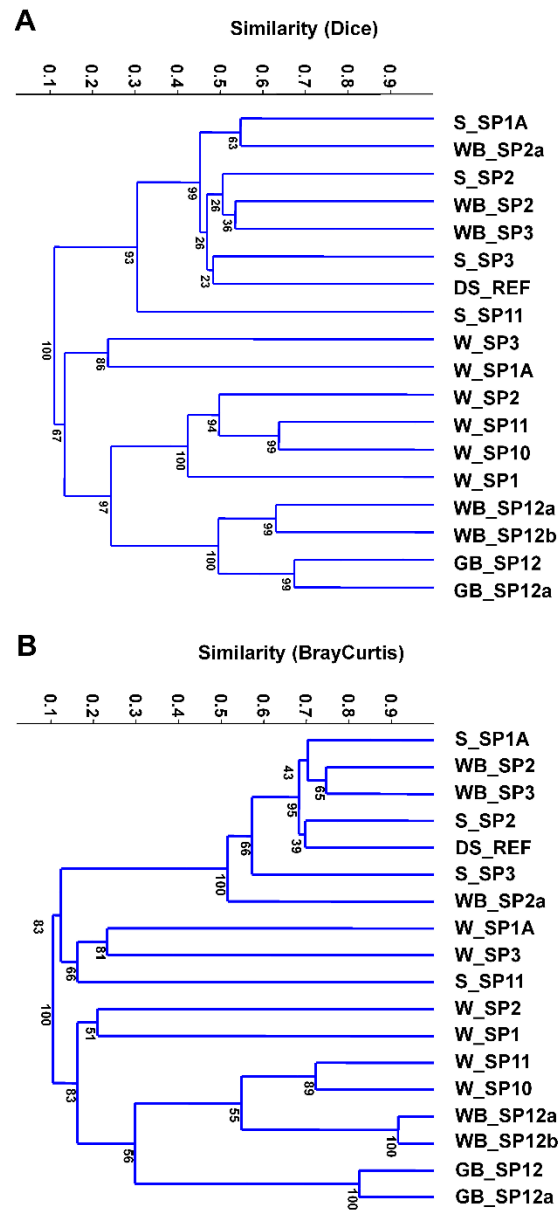 A
Similarity (Dice)
0.1 0.2 0.3 0.4 0.5 0.6 0.7 0.8 0.9
S_SP1A
63
WB_SP2a
99
S_SP2
26
WB_SP2
36
WB_SP3
26
S_SP3
93
23
DS_REF
S_SP11
100
W_SP3
86
W_SP1A
67
W_SP2
94
W_SP11
99
W_SP10
100
W_SP1
97
WB_SP12a
99
WB_SP12b
100
GB_SP12
99
GB_SP12a
B
Similarity (BrayCurtis)
0.1 0.2 0.3 0.4 0.5 0.6 0.7 0.8 0.9
S_SP1A
43
WB_SP2
65
WB_SP3
95
S_SP2
39
DS_REF
66
S_SP3
100
WB_SP2a
83
W_SP1A
81
W_SP3
66
S_SP11
100
W_SP2
51
W_SP1
83
W_SP11
89
W_SP10
55
WB_SP12a
100
WB_SP12b
56
GB_SP12
100
GB_SP12a